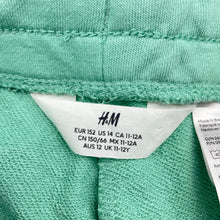 H&M
EUR 152 US 14 CA 11-12A
CN 150/66 MX 11-12A
AUS 12 UK 11-12Y